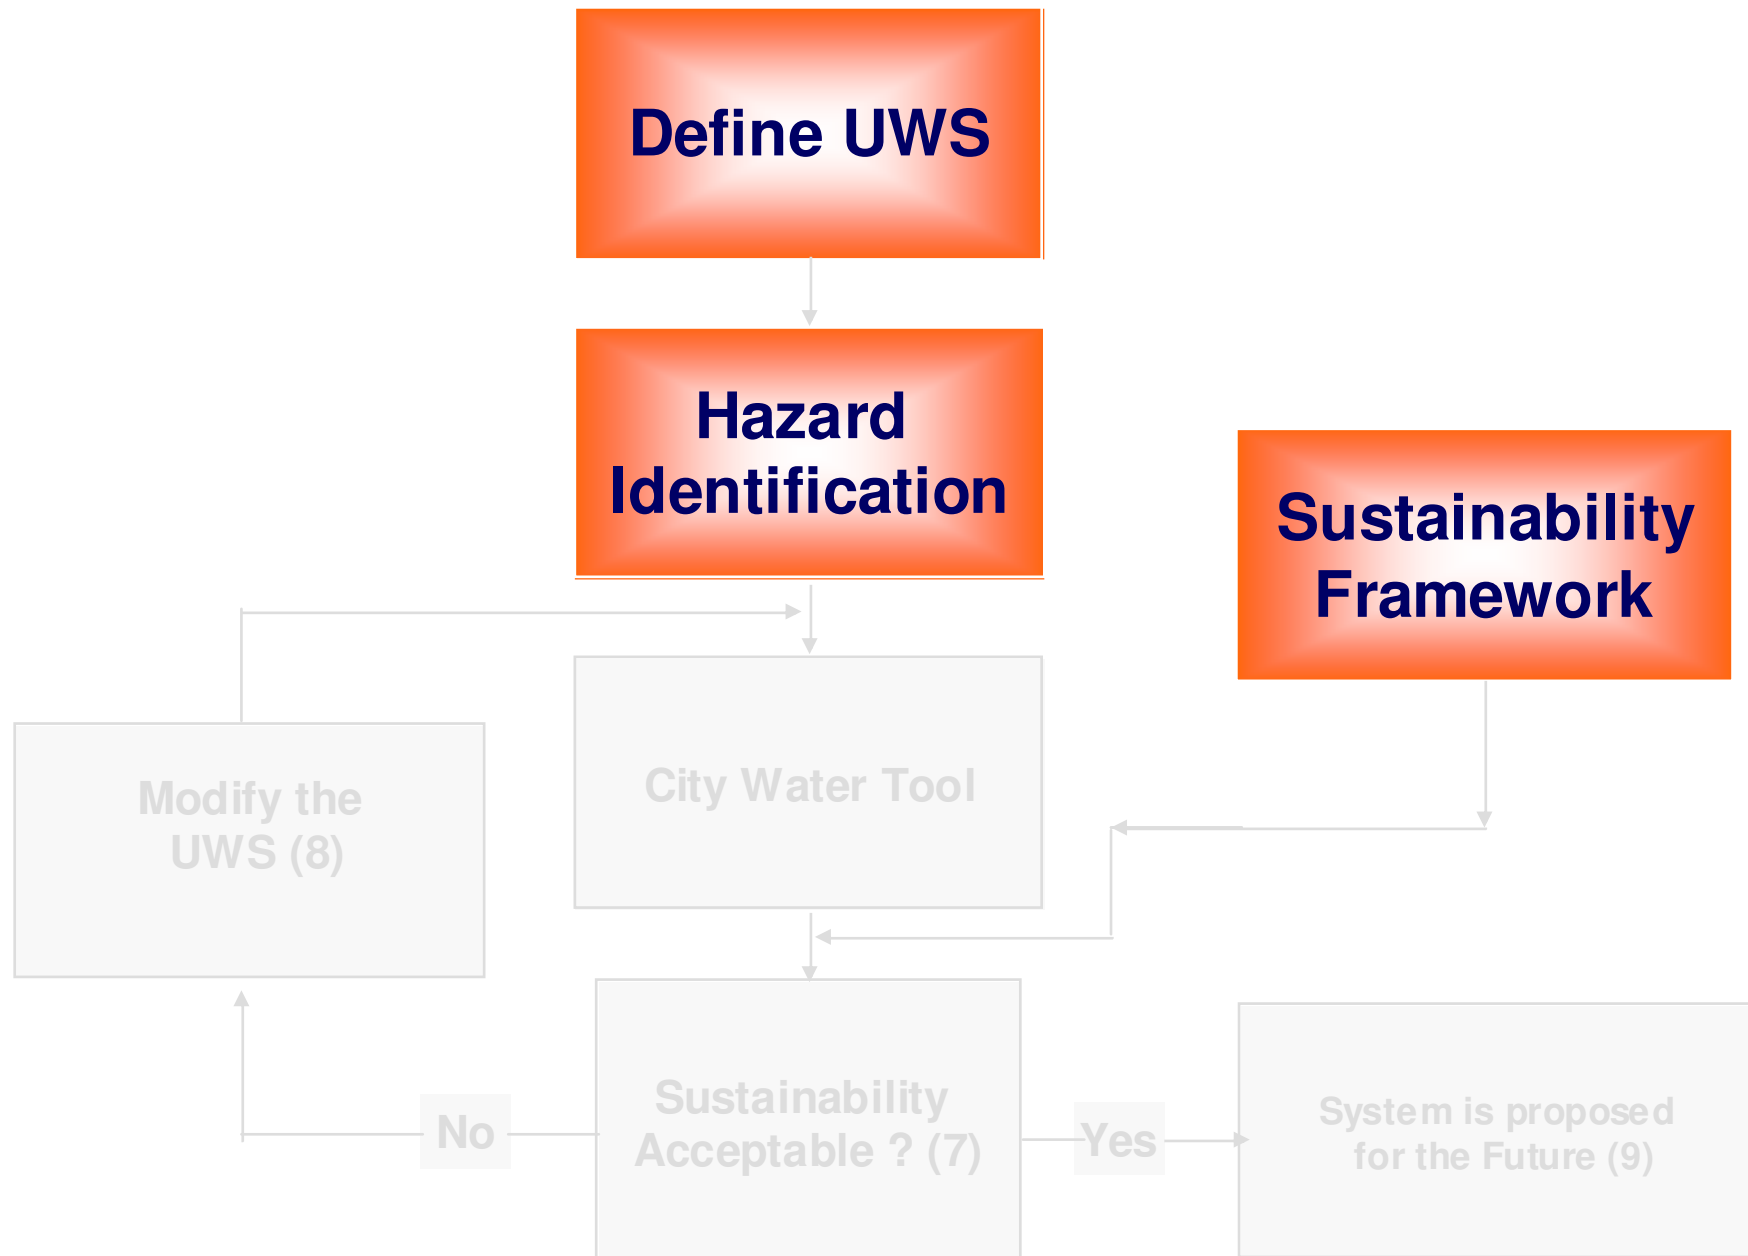 Define UWS
Hazard
Identification
Sustainability
Framework
City Water Tool
Modify the
UWS (8)
Sustainability
Acceptable ? (7)
No
Yes
System is proposed
for the Future (9)